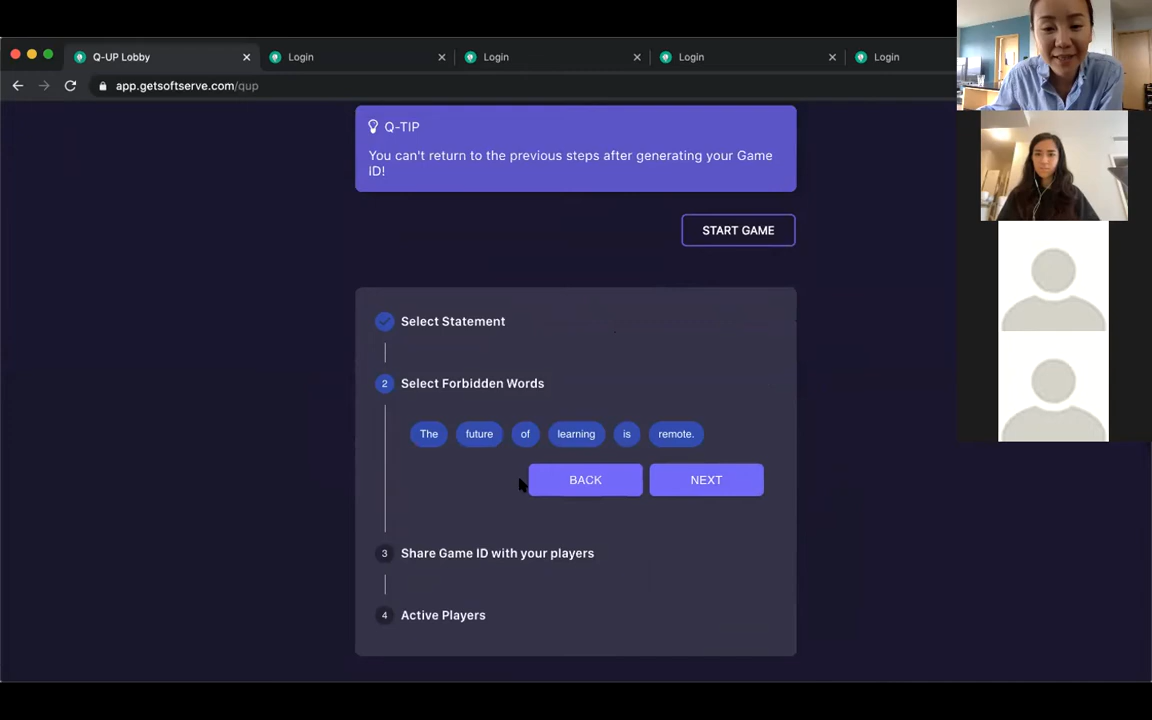 Q-UP Lobby
Login
Login
Login
Login
app.getsoftserve.com/qup
Q-TIP
You can't return to the previous steps after generating your Game
ID!
START GAME
Select Statement
2 Select Forbidden Words
The future of learning is remote.
BACK NEXT
3 Share Game ID with your players
4 Active Players